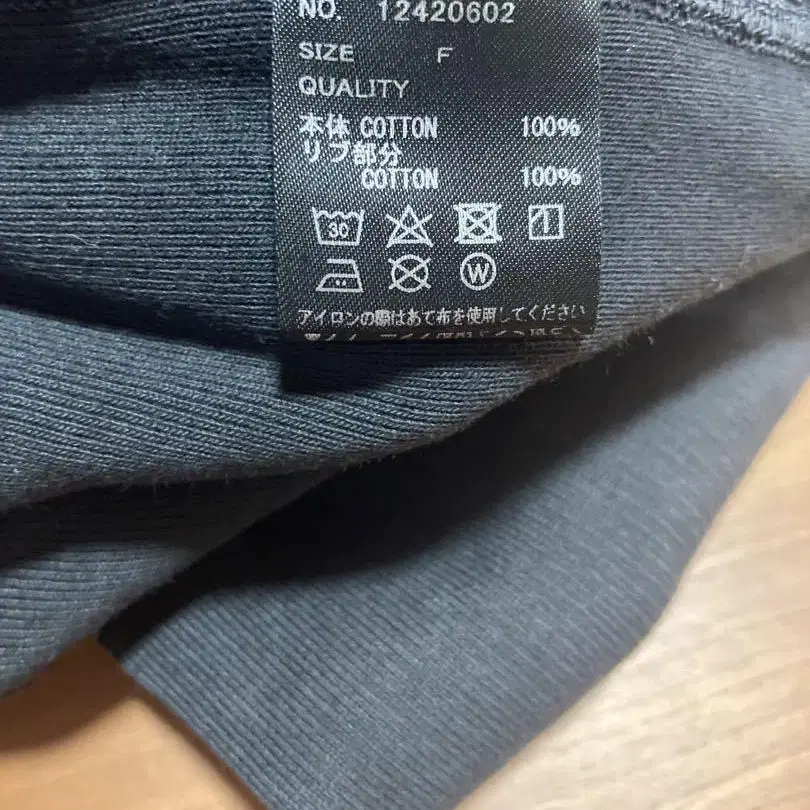 NO. 12420602
SIZE F
QUALITY
本体 COTTON 100%
リブ部分
COTTON 100%
30
W
アイロンの際はあて布を使用してください